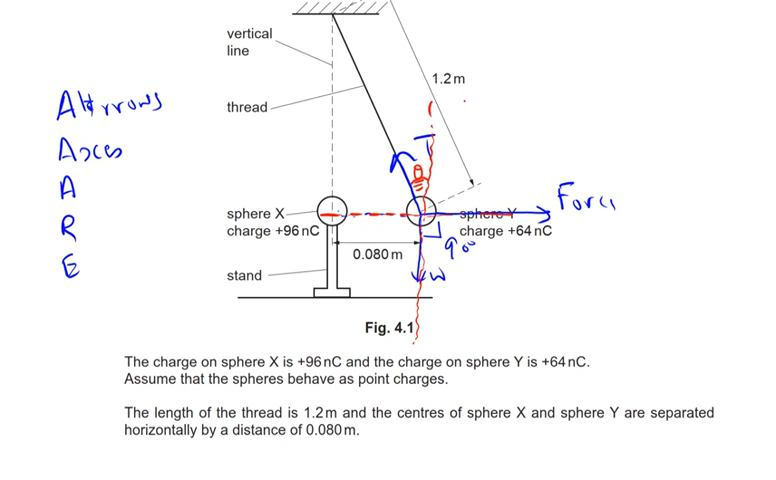 vertical
line
1.2 m
thread
T
Axes
A
R
E
sphere X
charge +96 nC
sphere Y
charge +64 nC
Force
90°
0.080 m
stand
W
Fig. 4.1
The charge on sphere X is +96 nC and the charge on sphere Y is +64 nC.
Assume that the spheres behave as point charges.
The length of the thread is 1.2 m and the centres of sphere X and sphere Y are separated
horizontally by a distance of 0.080 m.